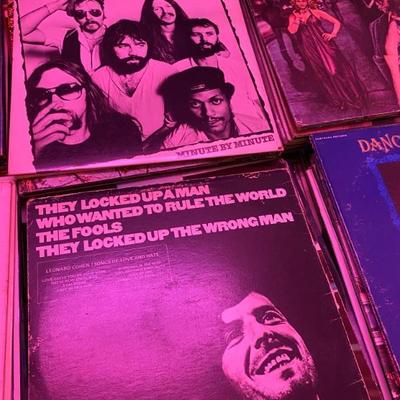 MINUTE BY MINUTE
DANC
THEY LOCKED UP A MAN
WHO WANTED TO RULE THE WORLD
THE FOOLS
THEY LOCKED UP THE WRONG MAN
LEONARD COHEN / SONGS OF LOVE AND HATE